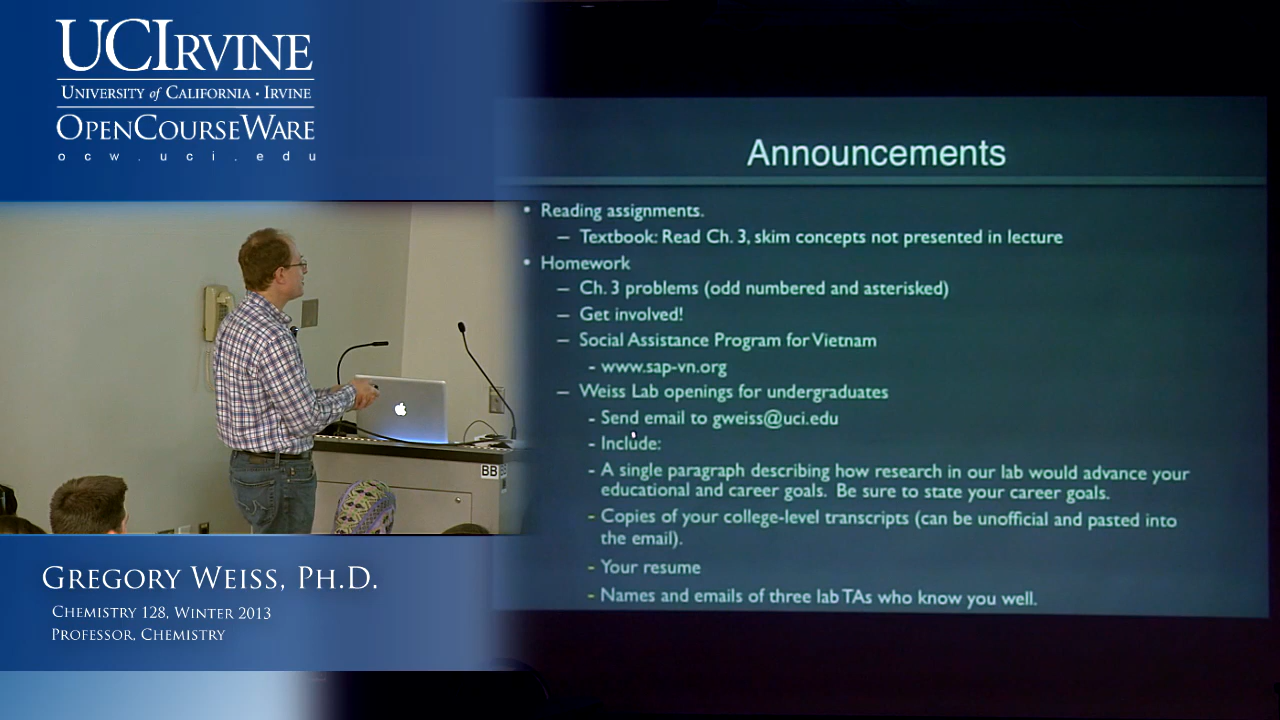 UCIRVINE
UNIVERSITY of CALIFORNIA · IRVINE
OPENCOURSEWARE
ocw.uci.edu
Announcements
• Reading assignments.
– Textbook: Read Ch. 3, skim concepts not presented in lecture
• Homework
– Ch. 3 problems (odd numbered and asterisked)
– Get involved!
– Social Assistance Program for Vietnam
- www.sap-vn.org
– Weiss Lab openings for undergraduates
- Send email to gweiss@uci.edu
- Include:
- A single paragraph describing how research in our lab would advance your
educational and career goals. Be sure to state your career goals.
- Copies of your college-level transcripts (can be unofficial and pasted into
the email).
- Your resume
- Names and emails of three lab TAs who know you well.
BB
GREGORY WEISS, PH.D.
CHEMISTRY 128, WINTER 2013
PROFESSOR, CHEMISTRY